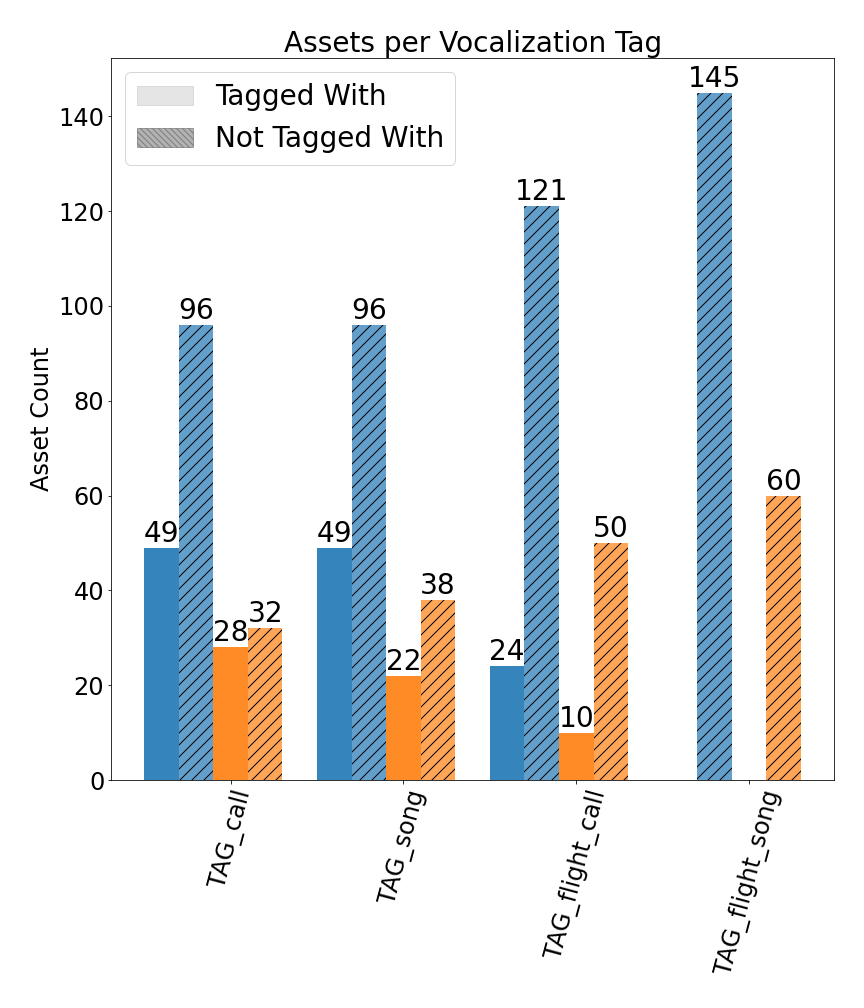 Assets per Vocalization Tag
Tagged With
Not Tagged With
Asset Count
140
120
100
80
60
40
20
0
49
96
28
32
49
96
22
38
24
121
10
50
145
60
TAG_call
TAG_song
TAG_flight_call
TAG_flight_song